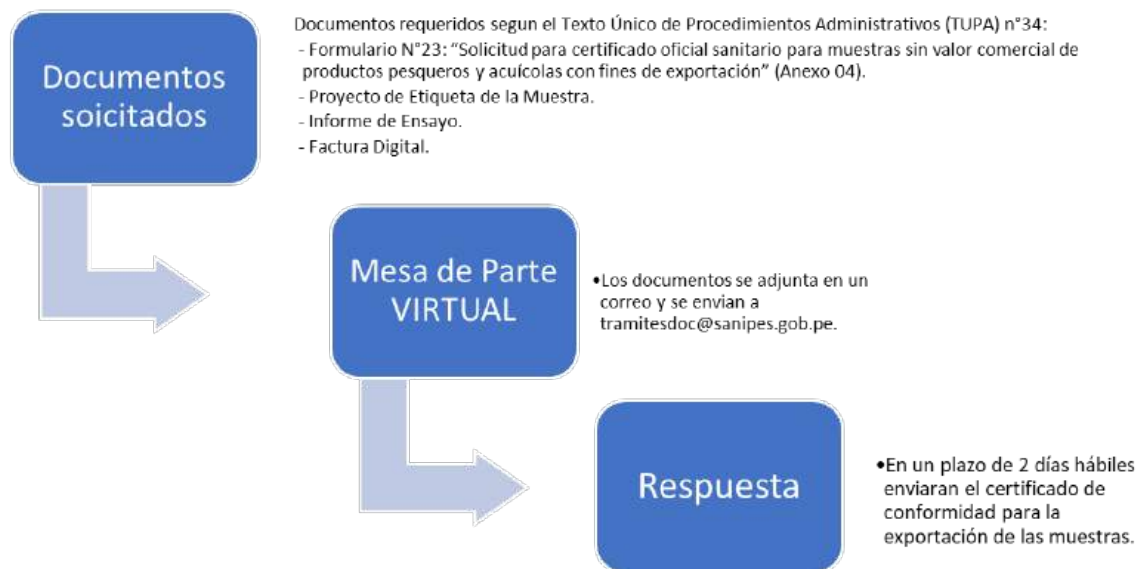 Documentos
soicitados
Documentos requeridos segun el Texto Único de Procedimientos Administrativos (TUPA) n°34:
- Formulario N°23: “Solicitud para certificado oficial sanitario para muestras sin valor comercial de
productos pesqueros y acuícolas con fines de exportación” (Anexo 04).
- Proyecto de Etiqueta de la Muestra.
- Informe de Ensayo.
- Factura Digital.
Mesa de Parte
VIRTUAL
•Los documentos se adjunta en un
correo y se envian a
tramitesdoc@sanipes.gob.pe.
Respuesta
•En un plazo de 2 días hábiles
enviaran el certificado de
conformidad para la
exportación de las muestras.